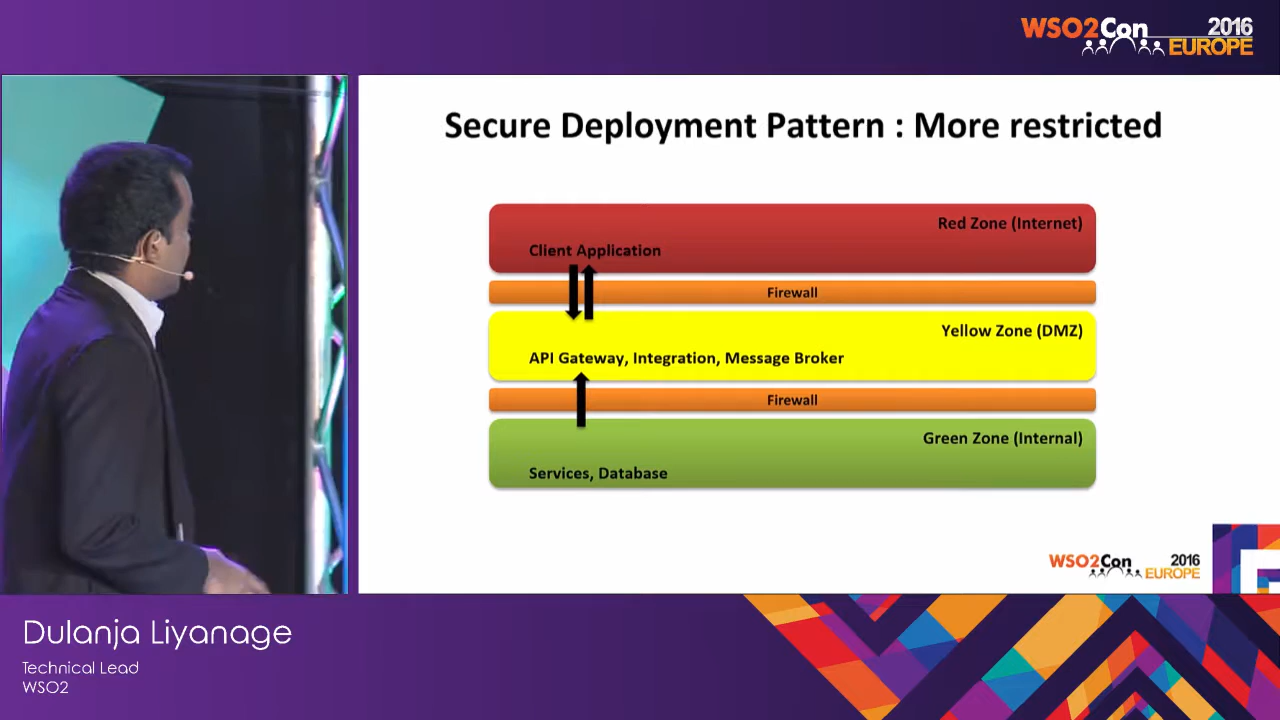 WSO2Con 2016
EUROPE
Secure Deployment Pattern : More restricted
Red Zone (Internet)
Client Application
Firewall
Yellow Zone (DMZ)
API Gateway, Integration, Message Broker
Firewall
Green Zone (Internal)
Services, Database
WSO2Con 2016
EUROPE
Dulanja Liyanage
Technical Lead
WSO2